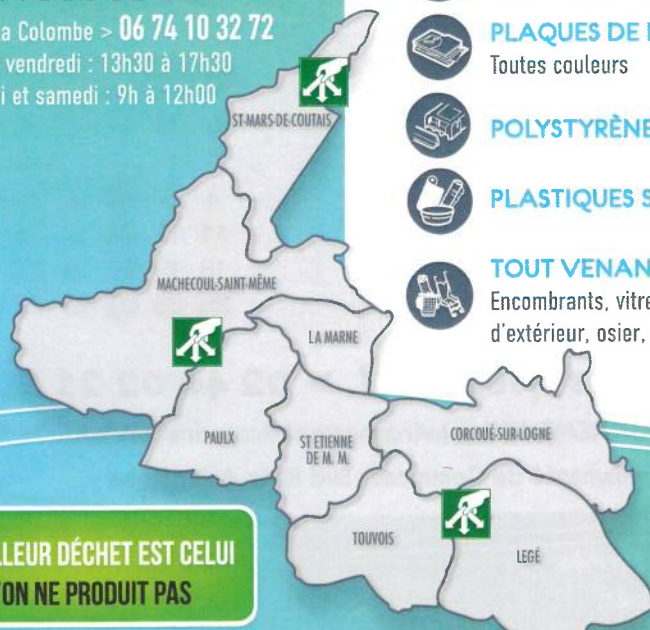 a Colombe > 06 74 10 32 72
vendredi : 13h30 à 17h30
i et samedi : 9h à 12h00
PLAQUES DE
Toutes couleurs
POLYSTYRÈNE
PLASTIQUES S
TOUT VENAN
Encombrants, vitre
d'extérieur, osier,
ST-MARS-DE-COUTAIS
MACHECOUL-SAINT-MÊME
LA MARNE
PAULX
ST ETIENNE
DE M. M.
CORCOUÉ-SUR-LOGNE
TOUVOIS
LEGÉ
LLEUR DÉCHET EST CELUI
'ON NE PRODUIT PAS